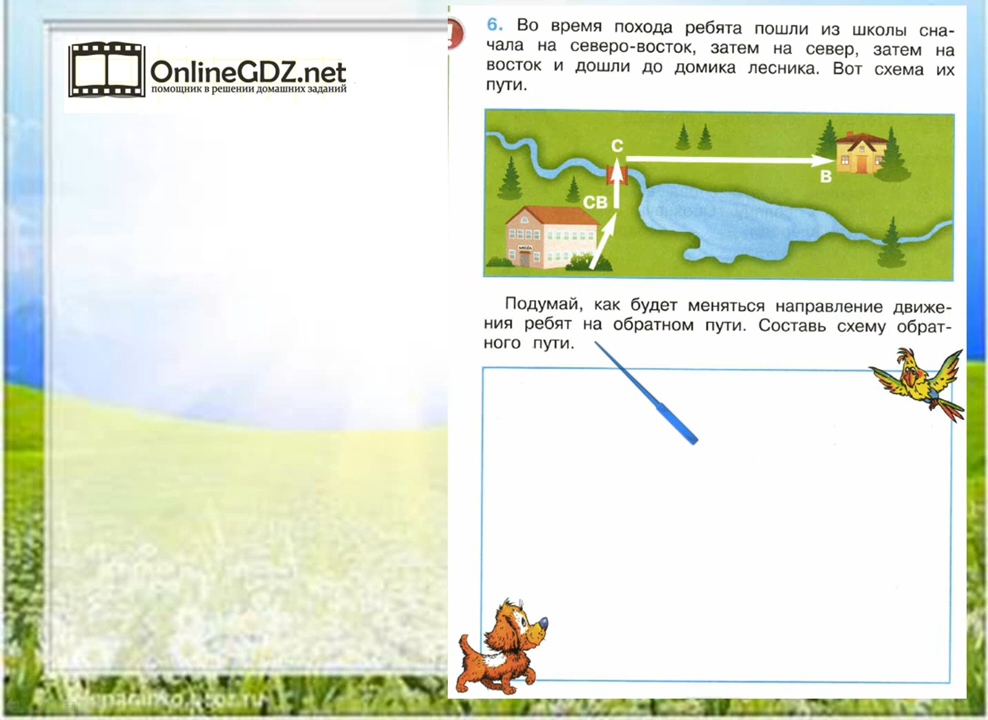 OnlineGDZ.net
помощник в решении домашних заданий
!
6. Во время похода ребята пошли из школы сна-
чала на северо-восток, затем на север, затем на
восток и дошли до домика лесника. Вот схема их
пути.
С
В
СВ
ШКОЛА
Подумай, как будет меняться направление движе-
ния ребят на обратном пути. Составь схему обрат-
ного пути.